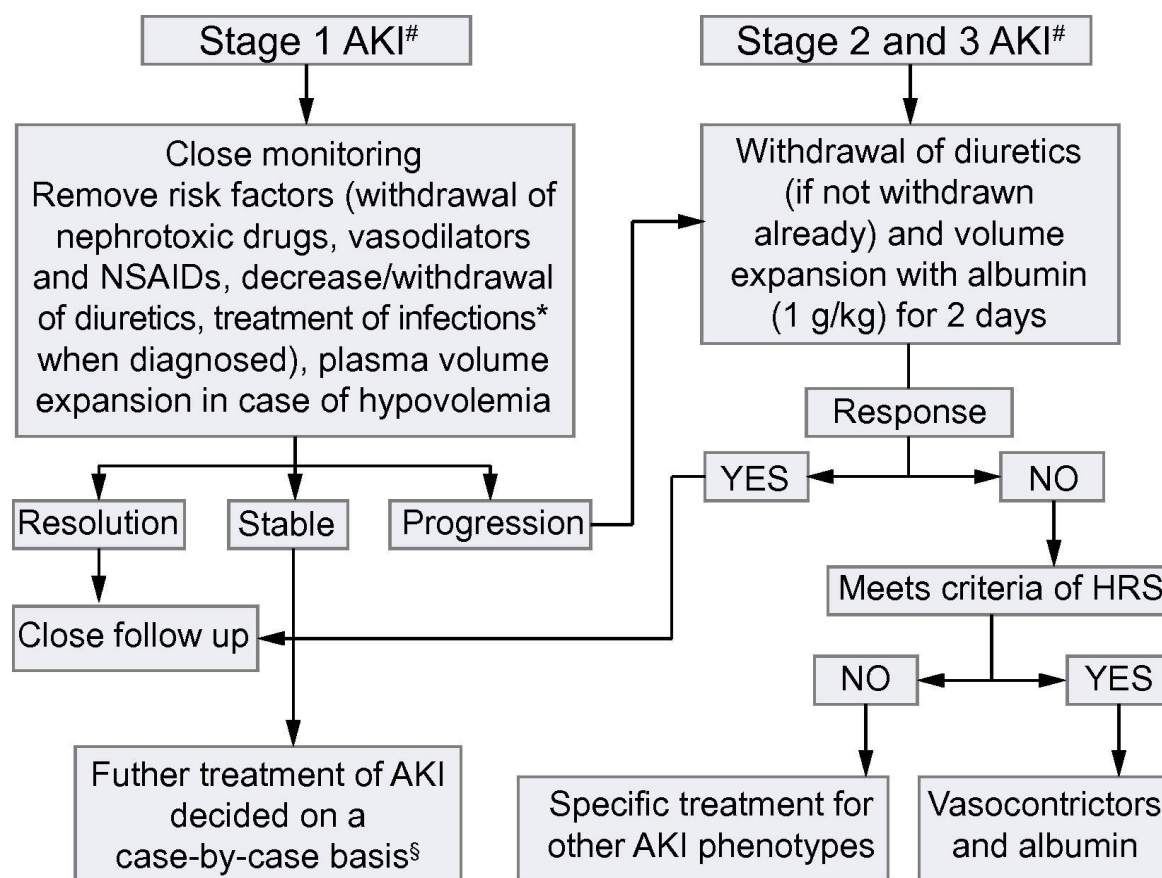 Stage 1 AKI#
Close monitoring
Remove risk factors (withdrawal of
nephrotoxic drugs, vasodilators
and NSAIDs, decrease/withdrawal
of diuretics, treatment of infections*
when diagnosed), plasma volume
expansion in case of hypovolemia
Resolution
Stable
Progression
Close follow up
Futher treatment of AKI
decided on a
case-by-case basis§
Stage 2 and 3 AKI#
Withdrawal of diuretics
(if not withdrawn
already) and volume
expansion with albumin
(1 g/kg) for 2 days
Response
YES
NO
Meets criteria of HRS
NO
YES
Specific treatment for
other AKI phenotypes
Vasocontrictors
and albumin